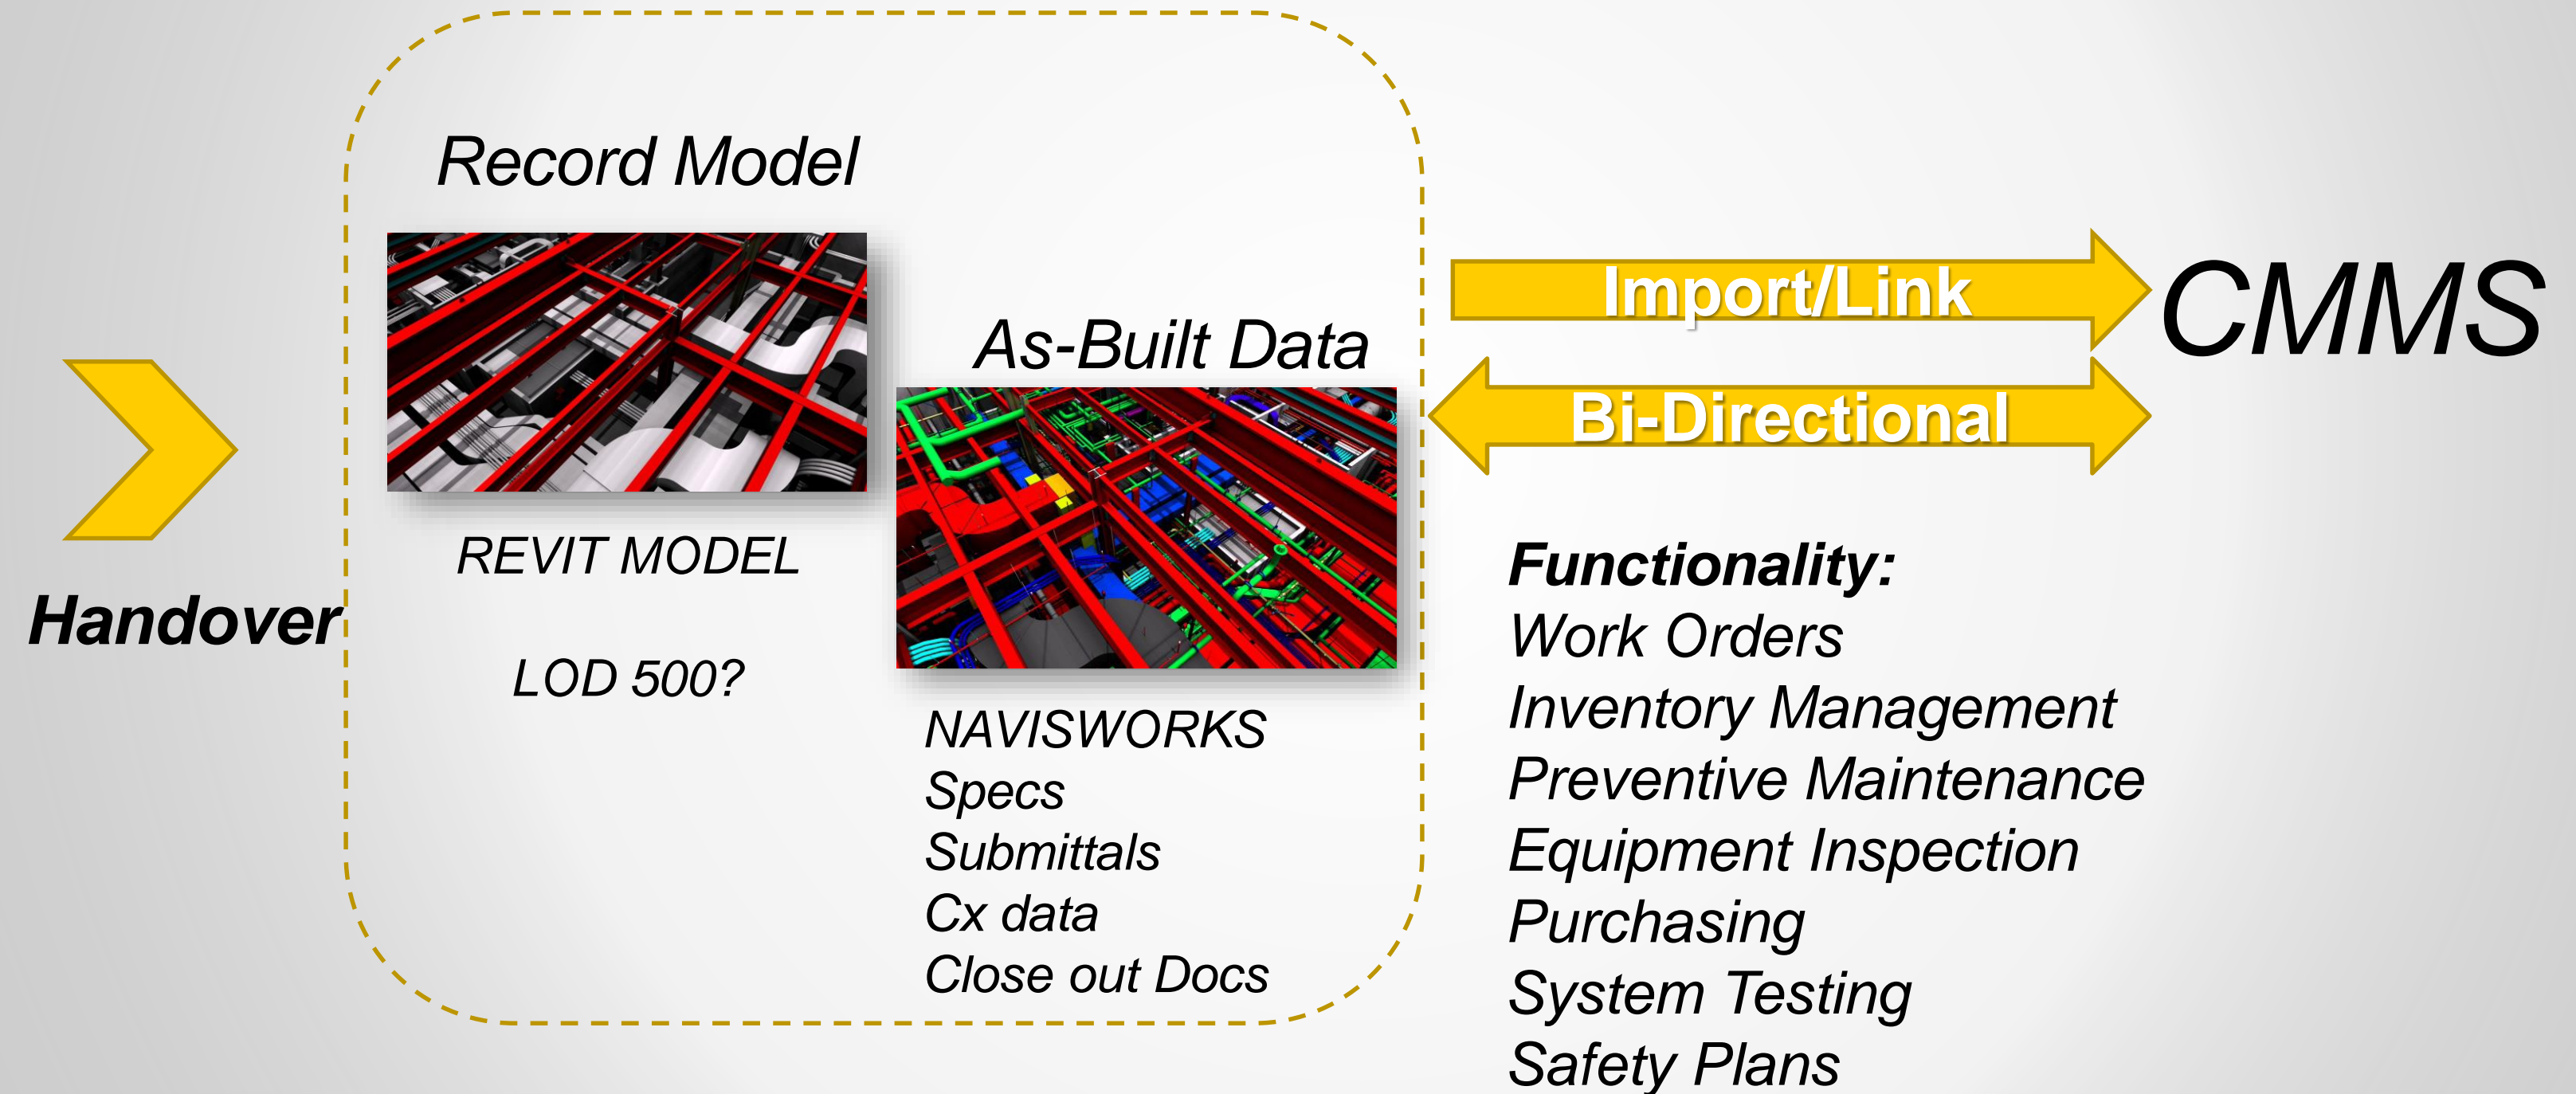 Handover
Record Model
REVIT MODEL
LOD 500?
As-Built Data
NAVISWORKS
Specs
Submittals
Cx data
Close out Docs
Import/Link
Bi-Directional
CMMS
Functionality:
Work Orders
Inventory Management
Preventive Maintenance
Equipment Inspection
Purchasing
System Testing
Safety Plans